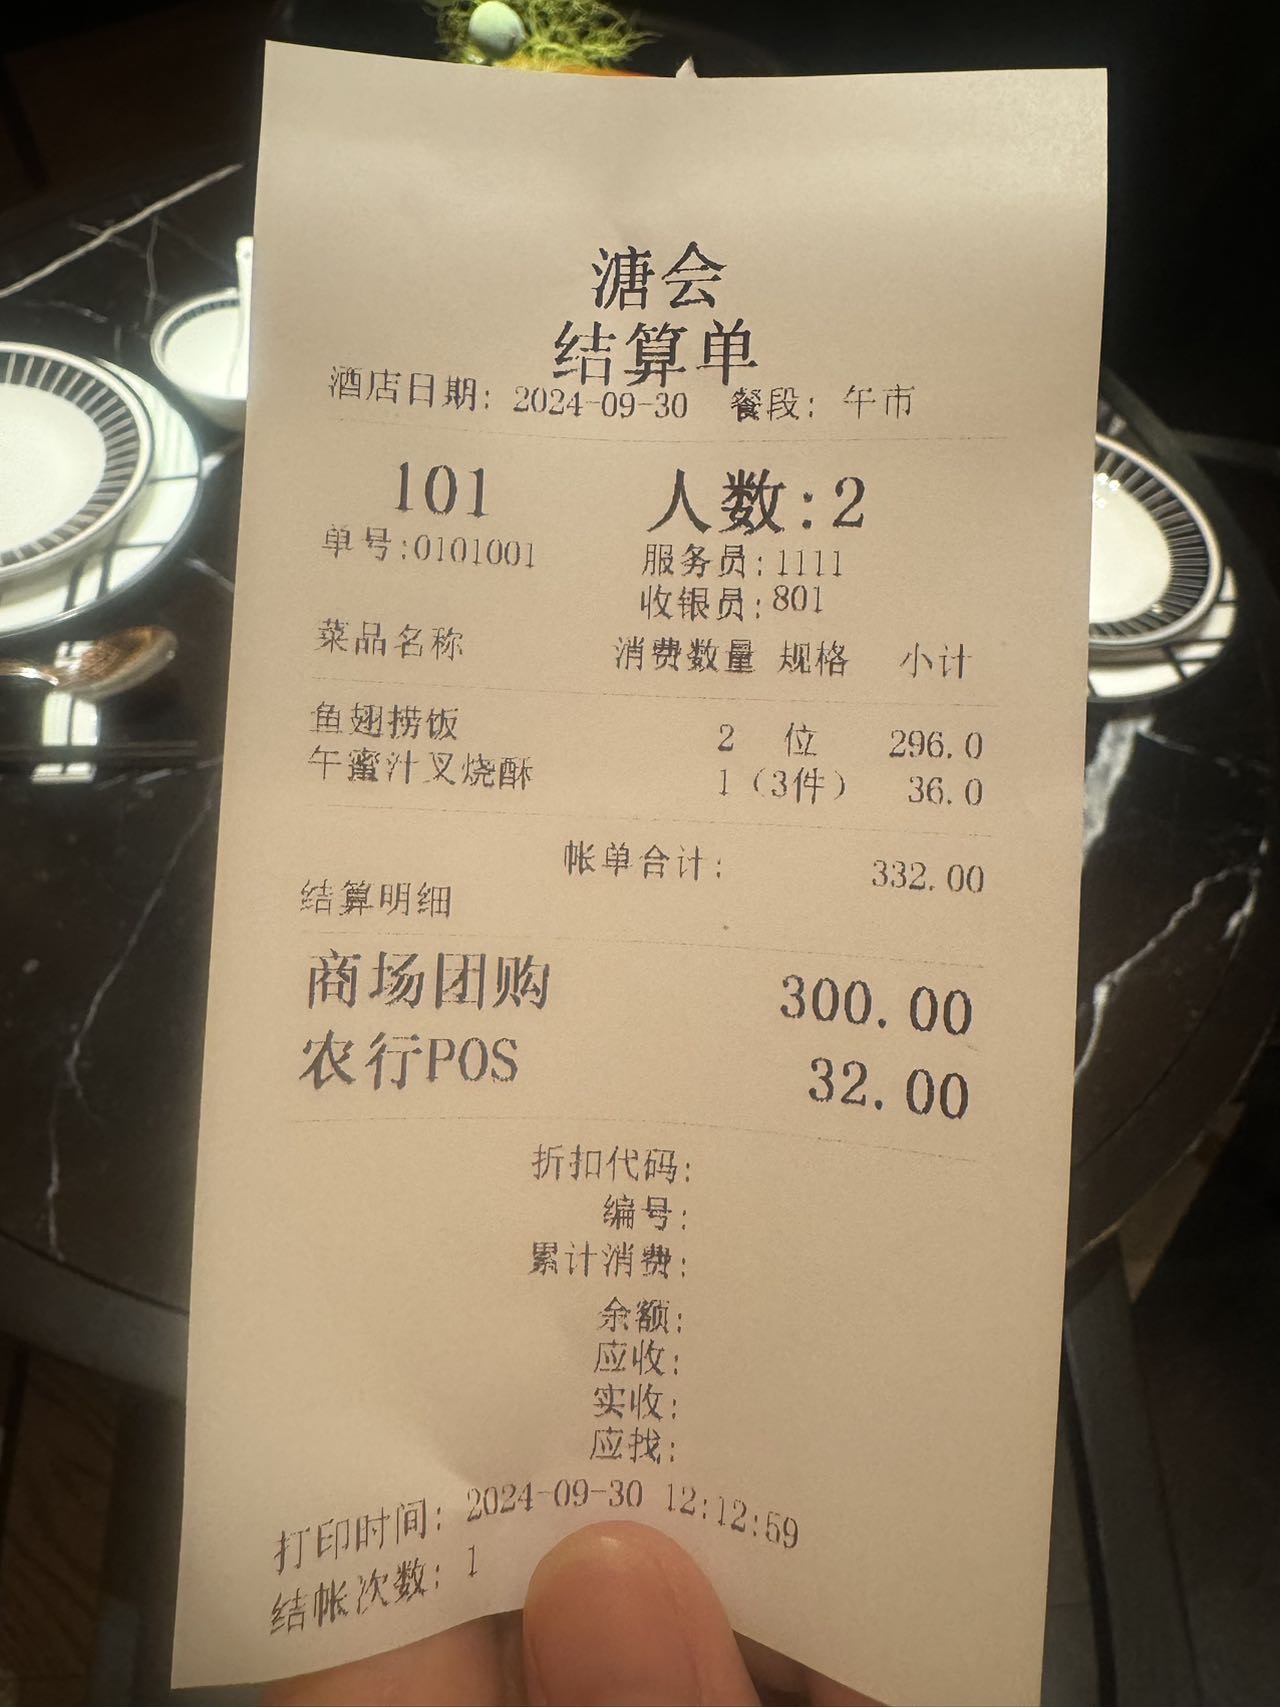 溏会
结算单
酒店日期: 2024-09-30 餐段: 午市
101 人数:2
单号:0101001 服务员:1111
收银员:801
菜品名称 消费数量 规格 小计
鱼翅捞饭 2 位 296.0
午蜜汁叉烧酥 1 (3件) 36.0
帐单合计: 332.00
结算明细
商场团购 300.00
农行POS 32.00
折扣代码:
编号:
累计消费:
余额:
应收:
实收:
应找:
打印时间: 2024-09-30 12:12:59
结帐次数: 1